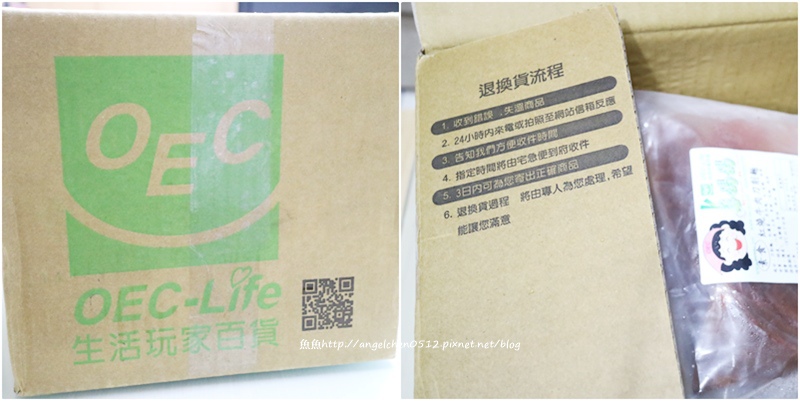 OEC
OEC-Life
生活玩家百貨
魚魚http://angelchen0512.pixnet.net/blog
退換貨流程
1. 收到錯誤、失溫商品
2. 24小時內來電或拍照至網站信箱反應
3. 告知我們方便收件時間
4. 指定時間將由宅急便到府收件
5. 3日內可為您寄出正確商品
6. 退換貨過程 將由專人為您處理,希望
能讓您滿意